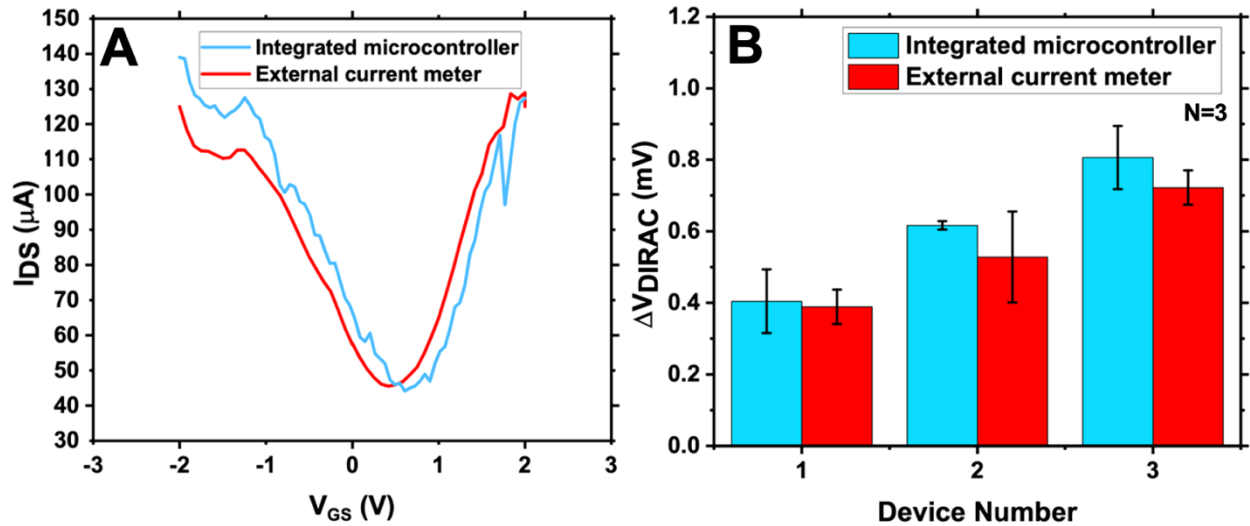 A
Integrated microcontroller
External current meter
150
140
130
120
110
100
90
80
70
60
50
40
30
IDS (μA)
-3
-2
-1
0
1
2
3
VGS (V)
B
Integrated microcontroller
External current meter
N=3
1.2
1.0
0.8
0.6
0.4
0.2
0.0
ΔVDIRAC (mV)
1
2
3
Device Number